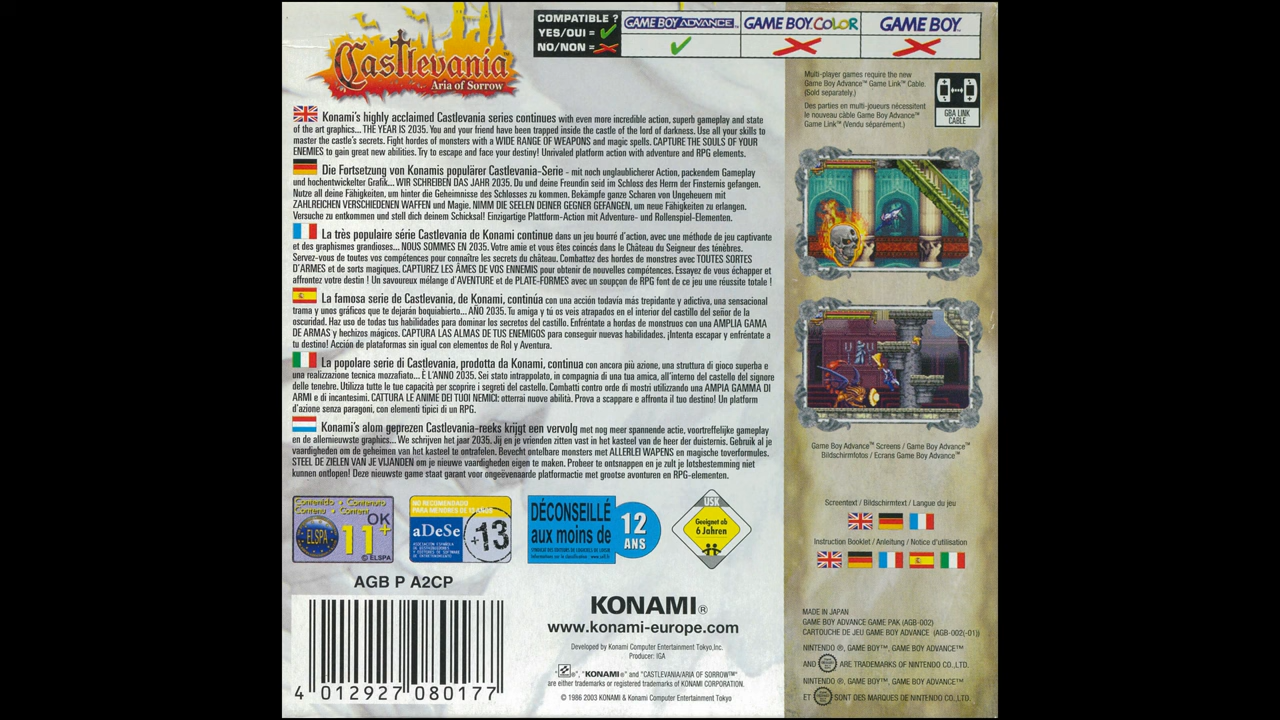 Castlevania
Aria of Sorrow
COMPATIBLE ?
YES/OUI =
NO/NON =
GAME BOY ADVANCE™
GAME BOY COLOR
GAME BOY™
Konami's highly acclaimed Castlevania series continues with even more incredible action, superb gameplay and state
of the art graphics... THE YEAR IS 2035. You and your friend have been trapped inside the castle of the lord of darkness. Use all your skills to
master the castle's secrets. Fight hordes of monsters with a WIDE RANGE OF WEAPONS and magic spells. CAPTURE THE SOULS OF YOUR
ENEMIES to gain great new abilities. Try to escape and face your destiny! Unrivaled platform action with adventure and RPG elements.
Die Fortsetzung von Konamis populärer Castlevania-Serie - mit noch unglaublicherer Action, packendem Gameplay
und hochentwickelter Grafik... WIR SCHREIBEN DAS JAHR 2035. Du und deine Freundin seid im Schloss des Herrn der Finsternis gefangen.
Nutze all deine Fähigkeiten, um hinter die Geheimnisse des Schlosses zu kommen. Bekämpfe ganze Scharen von Ungeheuern mit
ZAHLREICHEN VERSCHIEDENEN WAFFEN und Magie. NIMM DIE SEELEN DEINER GEGNER GEFANGEN, um neue Fähigkeiten zu erlangen.
Versuche zu entkommen und stell dich deinem Schicksal! Einzigartige Plattform-Action mit Adventure- und Rollenspiel-Elementen.
La très populaire série Castlevania de Konami continue dans un jeu bourré d'action, avec une méthode de jeu captivante
et des graphismes grandioses... NOUS SOMMES EN 2035. Votre amie et vous êtes coincés dans le Château du Seigneur des ténèbres.
Servez-vous de toutes vos compétences pour connaître les secrets du château. Combattez des hordes de monstres avec TOUTES SORTES
D'ARMES et de sorts magiques. CAPTUREZ LES ÂMES DE VOS ENNEMIS pour obtenir de nouvelles compétences. Essayez de vous échapper et
affrontez votre destin ! Un savoureux mélange d'AVENTURE et de PLATE-FORMES avec un soupçon de RPG font de ce jeu une réussite totale !
La famosa serie de Castlevania, de Konami, continúa con una acción todavía más trepidante y adictiva, una sensacional
trama y unos gráficos que te dejarán boquiabierto... AÑO 2035. Tu amiga y tú os veis atrapados en el interior del castillo del señor de la
oscuridad. Haz uso de todas tus habilidades para dominar los secretos del castillo. Enfréntate a hordas de monstruos con una AMPLIA GAMA
DE ARMAS y hechizos mágicos. CAPTURA LAS ALMAS DE TUS ENEMIGOS para conseguir nuevas habilidades. ¡Intenta escapar y enfréntate a
tu destino! Acción de plataformas sin igual con elementos de Rol y Aventura.
La popolare serie di Castlevania, prodotta da Konami, continua con ancora più azione, una struttura di gioco superba e
una realizzazione tecnica mozzafiato... È L'ANNO 2035. Sei stato intrappolato, in compagnia di una tua amica, all'interno del castello del signore
delle tenebre. Utilizza tutte le tue capacità per scoprire i segreti del castello. Combatti contro orde di mostri utilizzando una AMPIA GAMMA DI
ARMI e di incantesimi. CATTURA LE ANIME DEI TUOI NEMICI: otterrai nuove abilità. Prova a scappare e affronta il tuo destino! Un platform
d'azione senza paragoni, con elementi tipici di un RPG.
Konami's alom geprezen Castlevania-reeks krijgt een vervolg met nog meer spannende actie, voortreffelijke gameplay
en de allernieuwste graphics... We schrijven het jaar 2035. Jij en je vrienden zitten vast in het kasteel van de heer der duisternis. Gebruik al je
vaardigheden om de geheimen van het kasteel te ontrafelen. Bevecht ontelbare monsters met ALLERLEI WAPENS en magische toverformules.
STEEL DE ZIELEN VAN JE VIJANDEN om je nieuwe vaardigheden eigen te maken. Probeer te ontsnappen en je zult je lotsbestemming niet
kunnen ontlopen! Deze nieuwste game staat garant voor ongeëvenaarde platformactie met grootse avonturen en RPG-elementen.
Multi-player games require the new
Game Boy Advance™ Game Link™ Cable.
(Sold separately.)
Des parties en multi-joueurs nécessitent
le nouveau câble Game Boy Advance™
Game Link™ (Vendu séparément.)
GBA LINK
CABLE
Game Boy Advance™ Screens / Game Boy Advance™
Bildschirmfotos / Ecrans Game Boy Advance™
Screentext / Bildschirmtext / Langue du jeu
Instruction Booklet / Anleitung / Notice d'utilisation
Contenido • Contenuto
Contenu • Content
ELSPA
OK
11+
© ELSPA
NO RECOMENDADO
PARA MENORES DE 13 AÑOS
aDeSe
+13
DÉCONSEILLÉ
aux moins de
12
ANS
USK
Geeignet ab
6 Jahren
AGB P A2CP
4 012927 080177
KONAMI®
www.konami-europe.com
Developed by Konami Computer Entertainment Tokyo,Inc.
Producer: IGA
"®, "KONAMI®" and "CASTLEVANIA/ARIA OF SORROW™"
are either trademarks or registered trademarks of KONAMI CORPORATION.
© 1986 2003 KONAMI & Konami Computer Entertainment Tokyo
MADE IN JAPAN
GAME BOY ADVANCE GAME PAK (AGB-002)
CARTOUCHE DE JEU GAME BOY ADVANCE (AGB-002(-01))
NINTENDO ®, GAME BOY™, GAME BOY ADVANCE™
AND ARE TRADEMARKS OF NINTENDO CO.,LTD.
NINTENDO ®, GAME BOY™, GAME BOY ADVANCE™
ET SONT DES MARQUES DE NINTENDO CO.,LTD.